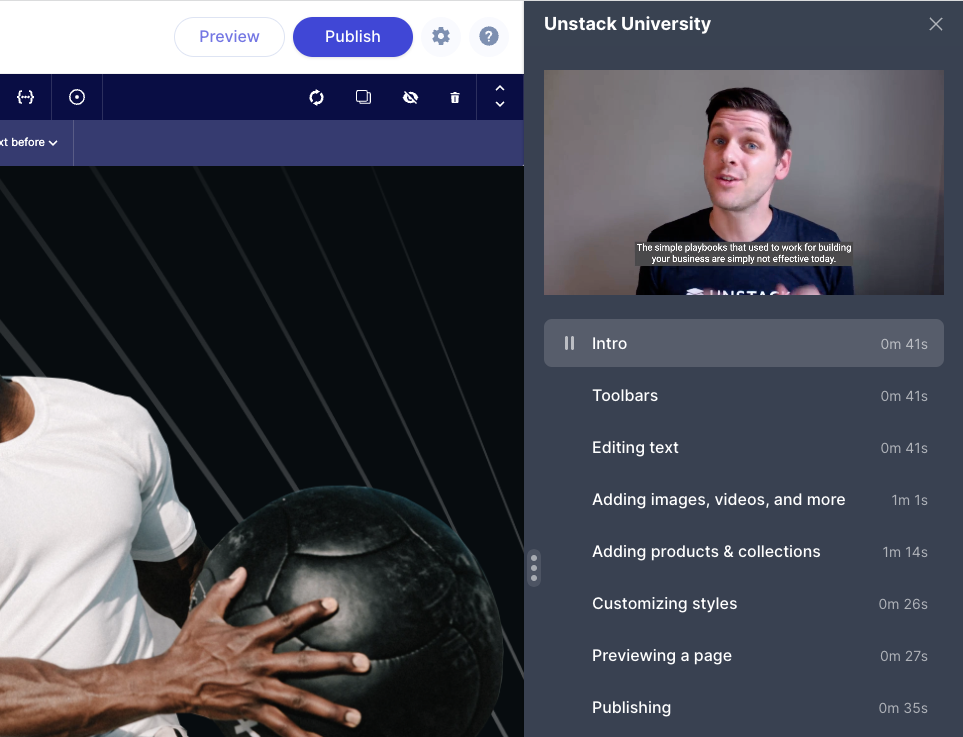 Preview
Publish
?
Unstack University
xt before
The simple playbooks that used to work for building
your business are simply not effective today.
UNSTACK
Intro
0m 41s
Toolbars
0m 41s
Editing text
0m 41s
Adding images, videos, and more
1m 1s
Adding products & collections
1m 14s
Customizing styles
0m 26s
Previewing a page
0m 27s
Publishing
0m 35s